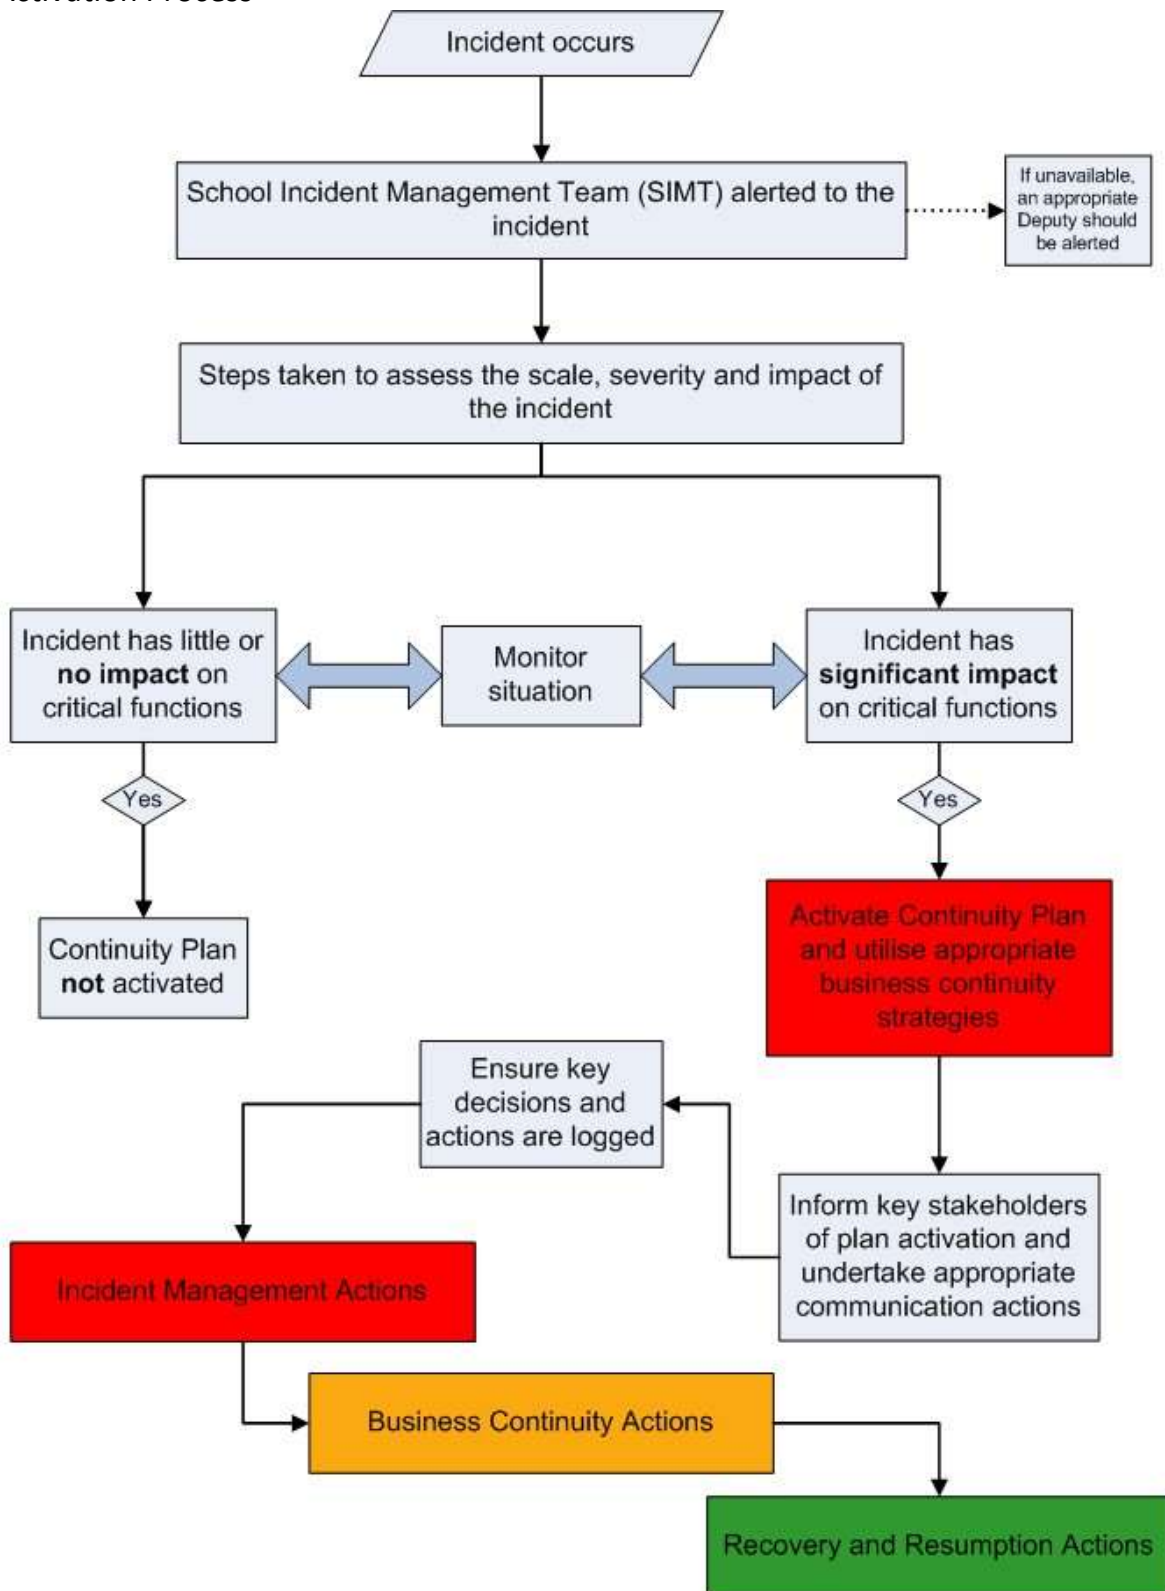 Process
Incident occurs
School Incident Management Team (SIMT) alerted to the
incident
If unavailable,
an appropriate
Deputy should
be alerted
Steps taken to assess the scale, severity and impact of
the incident
Incident has little or
no impact on
critical functions
Monitor
situation
Incident has
significant impact
on critical functions
Yes
Yes
Continuity Plan
not activated
Activate Continuity Plan
and utilise appropriate
business continuity
strategies
Ensure key
decisions and
actions are logged
Inform key stakeholders
of plan activation and
undertake appropriate
communication actions
Incident Management Actions
Business Continuity Actions
Recovery and Resumption Actions